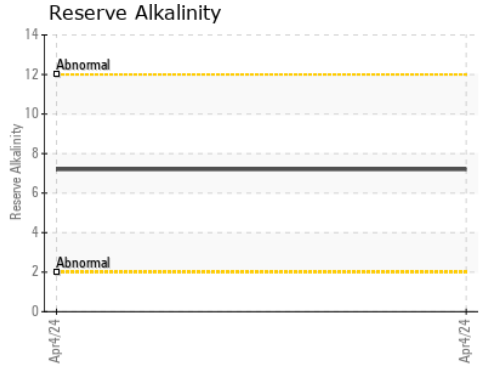 Reserve Alkalinity
14
Abnormal
12
10
8
6
4
Abnormal
2
0
Reserve Alkalinity
Apr4/24
Apr4/24